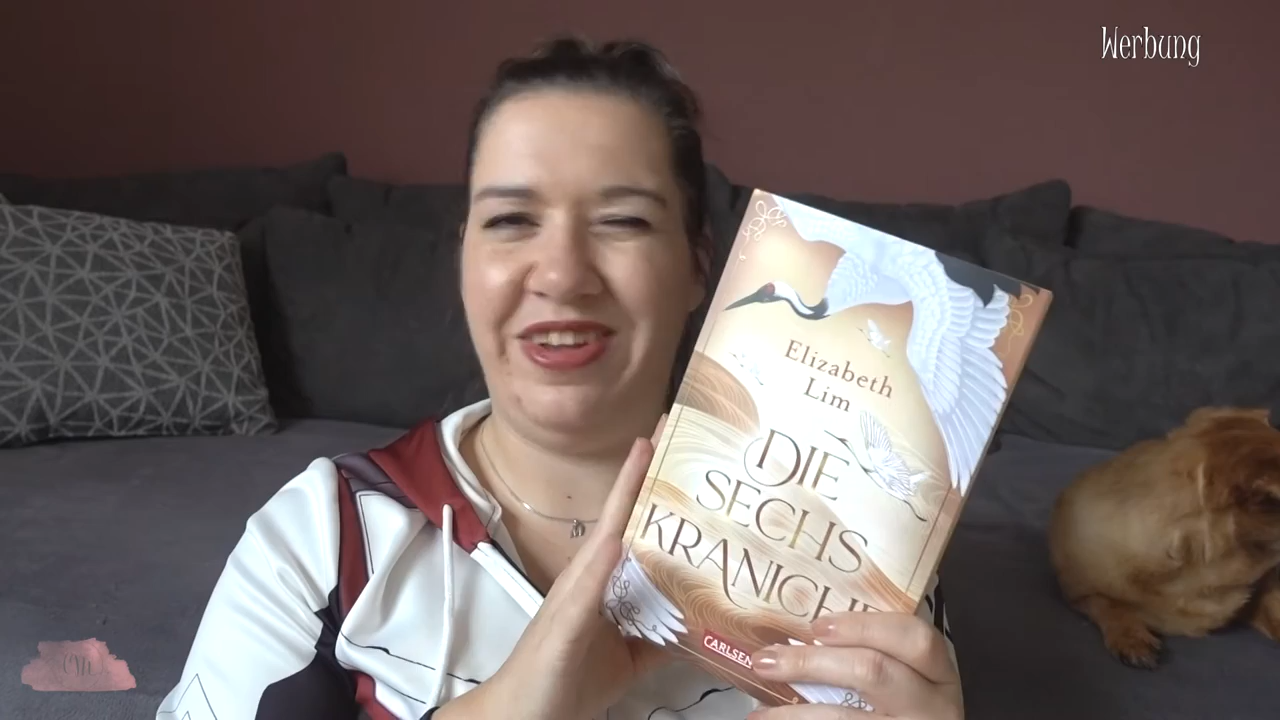 Werbung
Elizabeth
Lim
DIE
SECHS
KRANICHE
CARLSEN